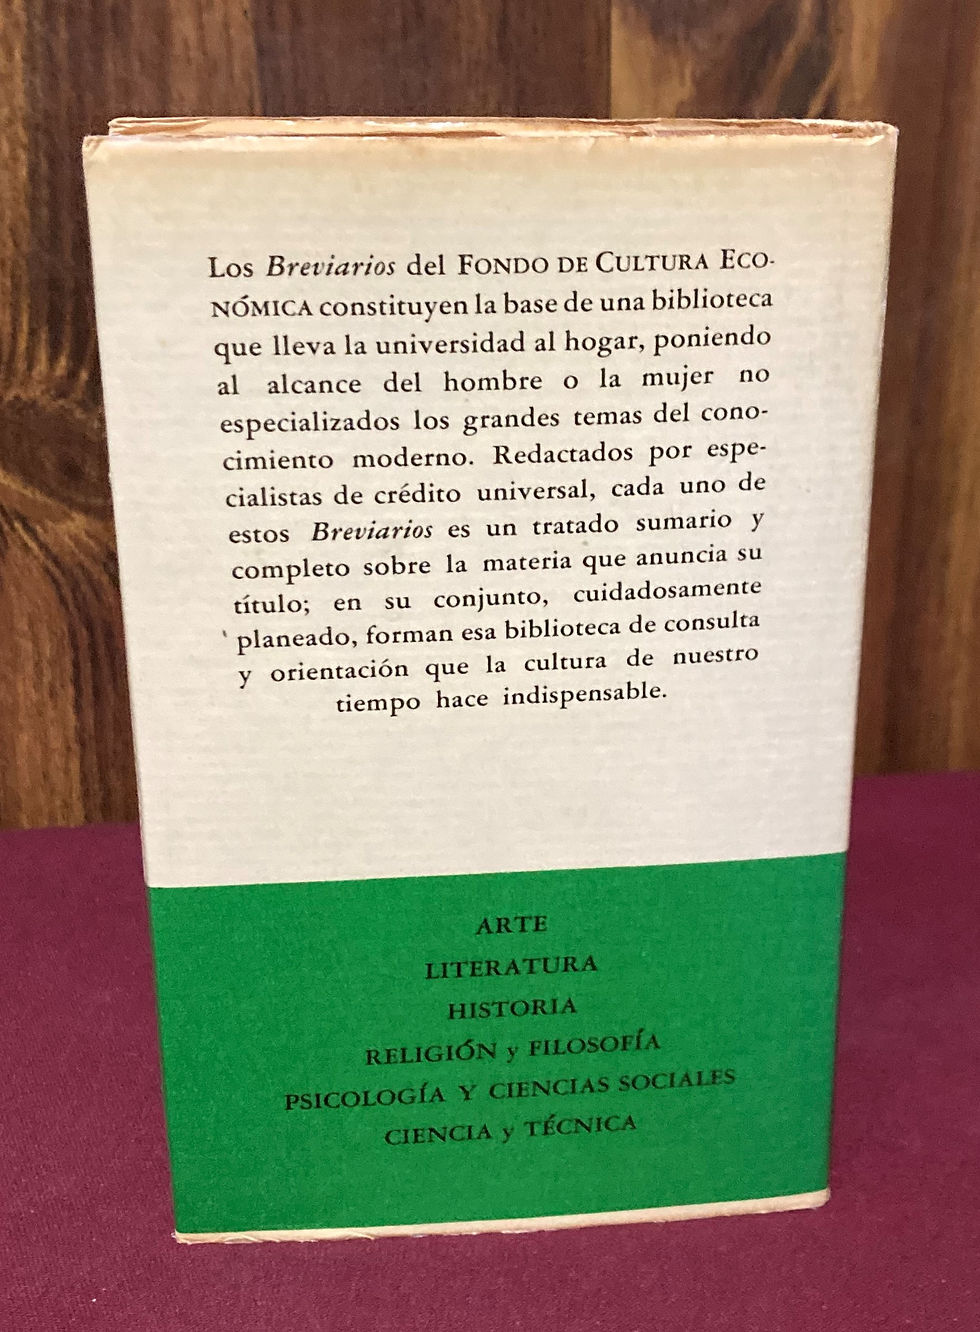 Los Breviarios del FONDO DE CULTURA ECO-
NÓMICA constituyen la base de una biblioteca
que lleva la universidad al hogar, poniendo
al alcance del hombre o la mujer no
especializados los grandes temas del cono-
cimiento moderno. Redactados por espe-
cialistas de crédito universal, cada uno de
estos Breviarios es un tratado sumario y
completo sobre la materia que anuncia su
título; en su conjunto, cuidadosamente
planeado, forman esa biblioteca de consulta
y orientación que la cultura de nuestro
tiempo hace indispensable.
ARTE
LITERATURA
HISTORIA
RELIGIÓN y FILOSOFÍA
PSICOLOGÍA Y CIENCIAS SOCIALES
CIENCIA y TÉCNICA